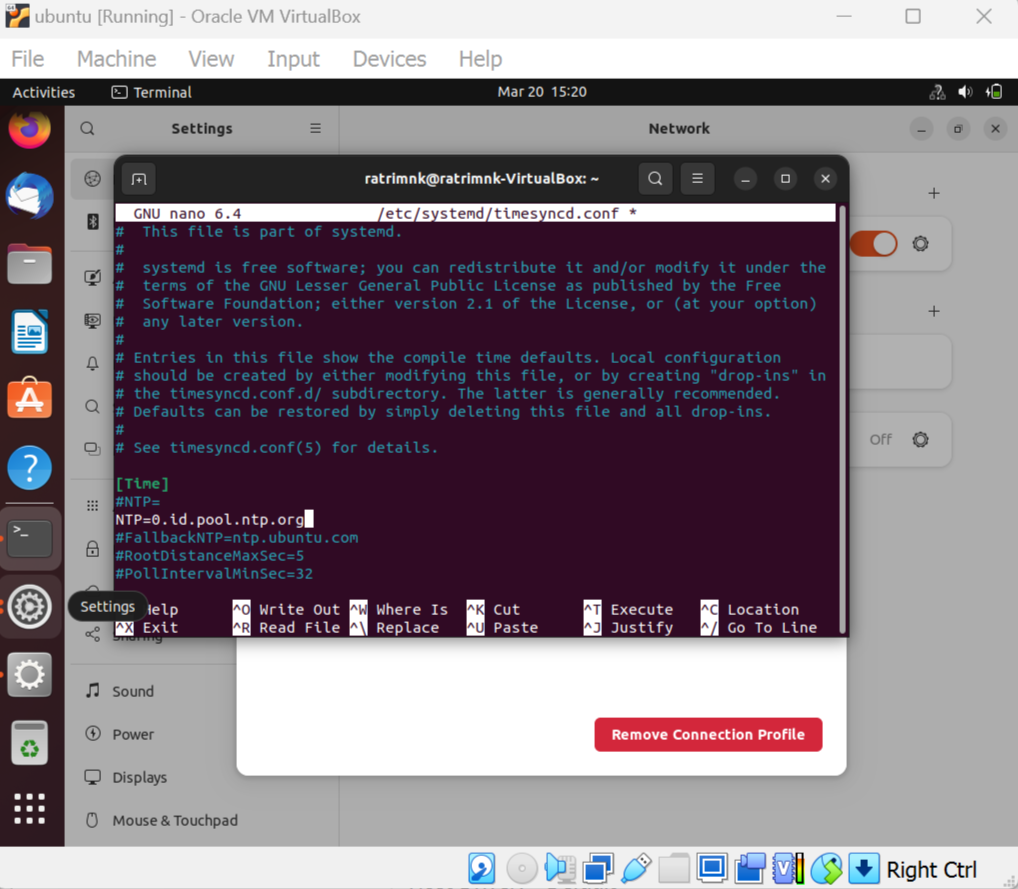 ubuntu [Running] - Oracle VM VirtualBox
File Machine View Input Devices Help
Activities Terminal Mar 20 15:20
Settings Network
ratrimnk@ratrimnk-VirtualBox: ~
GNU nano 6.4 /etc/systemd/timesyncd.conf *
# This file is part of systemd.
#
# systemd is free software; you can redistribute it and/or modify it under the
# terms of the GNU Lesser General Public License as published by the Free
# Software Foundation; either version 2.1 of the License, or (at your option)
# any later version.
#
# Entries in this file show the compile time defaults. Local configuration
# should be created by either modifying this file, or by creating "drop-ins" in
# the timesyncd.conf.d/ subdirectory. The latter is generally recommended.
# Defaults can be restored by simply deleting this file and all drop-ins.
#
# See timesyncd.conf(5) for details.
Off
[Time]
#NTP=
NTP=0.id.pool.ntp.org
#FallbackNTP=ntp.ubuntu.com
#RootDistanceMaxSec=5
#PollIntervalMinSec=32
Settings
Help ^O Write Out ^W Where Is ^K Cut ^T Execute ^C Location
^X Exit ^R Read File ^\ Replace ^U Paste ^J Justify ^/ Go To Line
Sharing
Sound
Power
Remove Connection Profile
Displays
Mouse & Touchpad
Right Ctrl